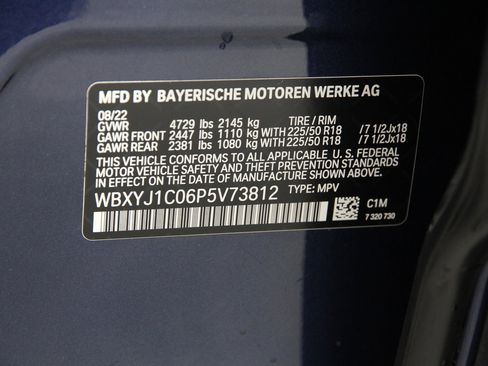 MFD BY BAYERISCHE MOTOREN WERKE AG
08/22
GVWR 4729 lbs 2145 kg TIRE / RIM
GAWR FRONT 2447 lbs 1110 kg WITH 225/50 R18 /7 1/2Jx18
GAWR REAR 2381 lbs 1080 kg WITH 225/50 R18 /7 1/2Jx18
THIS VEHICLE CONFORMS TO ALL APPLICABLE U. S. FEDERAL
MOTOR VEHICLE SAFETY, BUMPER, AND THEFT PREVENTION
STANDARDS IN EFFECT ON THE DATE OF MANUFACTURE SHOWN ABOVE.
WBXYJ1C06P5V73812 TYPE: MPV
C1M
7 320 730